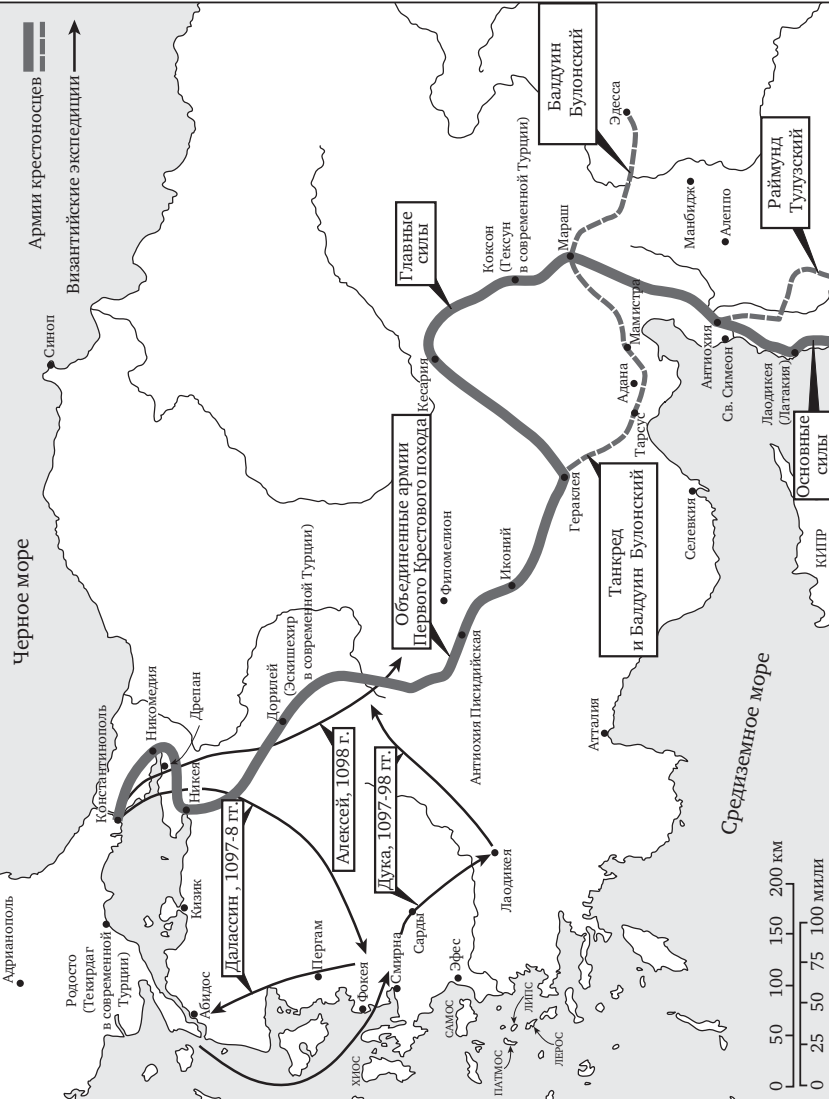 Армии крестоносцев
Византийские экспедиции
Черное море
Синоп
Адрианополь
Константинополь
Никомедия
Дрепан
Никея
Родосто
(Текирдаг
в современной
Турции)
Кизик
Абидос
Далассин , 1097-8 гг.
Пергам
Фокея
Смирна
Сарды
Эфес
ХИОС
САМОС
ПАТМОС
ЛИПС
ЛЕРОС
Дорилей
(Эскишехир
в современной Турции)
Алексей, 1098 г.
Дука, 1097-98 гг.
Лаодикея
Объединенные армии
Первого Крестового похода
Филомелион
Антиохия Писидийская
Иконий
Гераклея
Атталия
Кесария
Главные
силы
Коксон
(Гексун
в современной Турции)
Мараш
Балдуин
Булонский
Эдесса
Танкред
и Балдуин Булонский
Тарсус
Адана
Мамистра
Селевкия
Манбидж
Алеппо
Раймунд
Тулузский
Антиохия
Св. Симеон
Лаодикея
(Латакия)
Основные
силы
КИПР
Средиземное море
0 50 100 150 200 км
0 25 50 75 100 мили